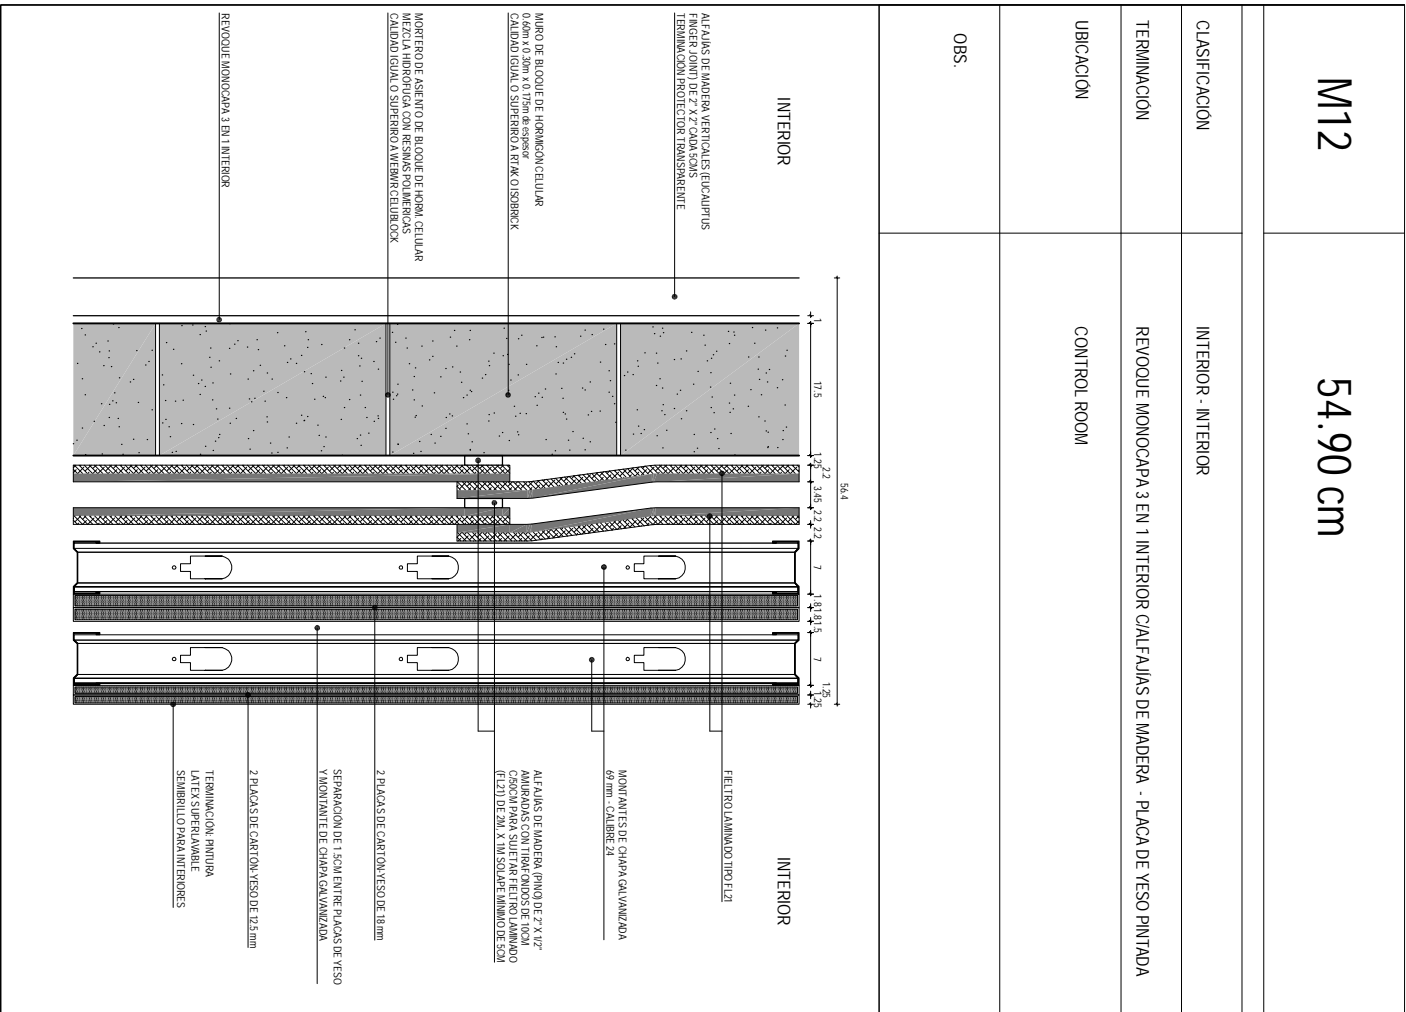 M12
54.90 cm
CLASIFICACIÓN
INTERIOR - INTERIOR
TERMINACIÓN
REVOQUE MONOCAPA 3 EN 1 INTERIOR C/ALFAJÍAS DE MADERA - PLACA DE YESO PINTADA
UBICACIÓN
CONTROL ROOM
OBS.
INTERIOR
INTERIOR
ALFAJÍAS DE MADERA VERTICALES (EUCALIPTUS
FINGER JOINT) DE 2" X 2" CADA 5CMS
TERMINACIÓN PROTECTOR TRANSPARENTE
MURO DE BLOQUE DE HORMIGÓN CELULAR
0.60m x 0.30m x 0.175m de espesor
CALIDAD IGUAL O SUPERIRO A RTAK O ISOBRICK
MORTERO DE ASIENTO DE BLOQUE DE HORM. CELULAR
MEZCLA HIDRÓFUGA CON RESINAS POLIMERICAS
CALIDAD IGUAL O SUPERIRO A WEBWR CELUBLOCK
REVOQUE MONOCAPA 3 EN 1 INTERIOR
56.4
1
17.5
1.25
2.2
3.45
2.2
2.2
7
1.8
1.8
1.5
7
1.25
1.25
FIELTRO LAMINADO TIPO FL21
MONTANTES DE CHAPA GALVANIZADA
69 mm - CALIBRE 24
ALFAJÍAS DE MADERA (PINO) DE 2" X 1/2"
AMURADAS CON TIRAFONDOS DE 10CM
C/50CM PARA SUJETAR FIELTRO LAMINADO
(FL21) DE 2M. X 1M SOLAPE MINIMO DE 5CM
2 PLACAS DE CARTÓN-YESO DE 18 mm
SEPARACIÓN DE 1.5CM ENTRE PLACAS DE YESO
Y MONTANTE DE CHAPA GALVANIZADA
2 PLACAS DE CARTÓN-YESO DE 12.5 mm
TERMINACIÓN: PINTURA
LATEX SUPERLAVABLE
SEMIBRILLO PARA INTERIORES